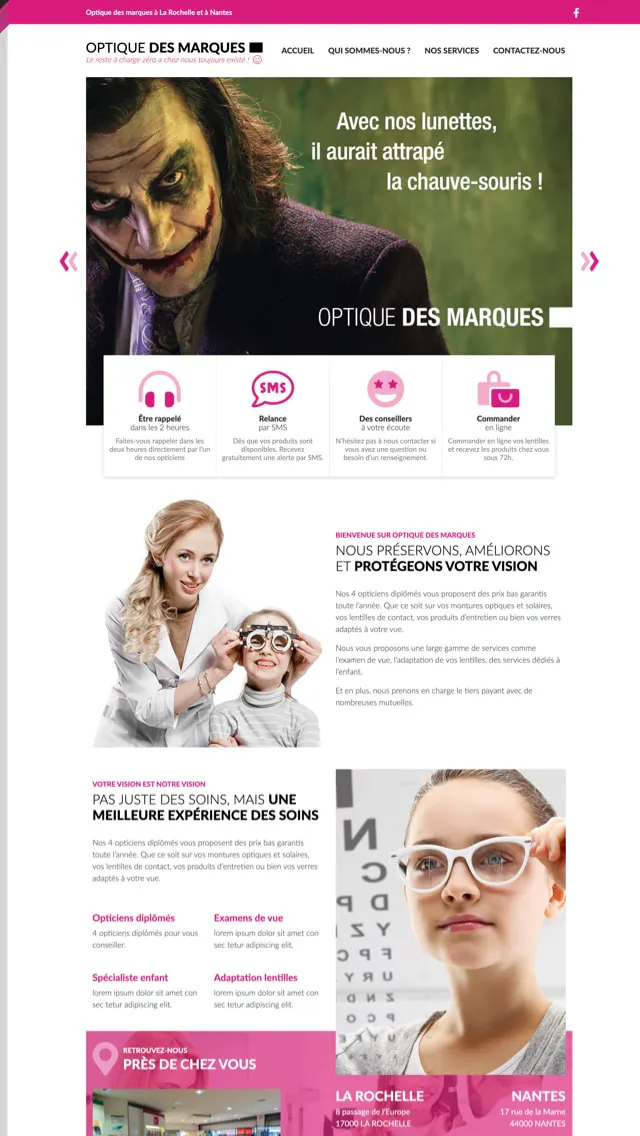 Optique des marques à La Rochelle et à Nantes
OPTIQUE DES MARQUES
Le reste à charge zéro a chez nous toujours existé !
ACCUEIL QUI SOMMES-NOUS ? NOS SERVICES CONTACTEZ-NOUS
Avec nos lunettes,
il aurait attrapé
la chauve-souris !
OPTIQUE DES MARQUES
Être rappelé
dans les 2 heures
Faites-vous rappeler dans les
deux heures directement par l'un
de nos opticiens
SMS
Relance
par SMS
Dès que vos produits sont
disponibles. Recevez
gratuitement une alerte par SMS.
Des conseillers
à votre écoute
N'hésitez pas à nous contacter si
vous avez une question ou
besoin d'un renseignement.
Commander
en ligne
Commander en ligne vos lentilles
et recevez les produits chez vous
sous 72h.
BIENVENUE SUR OPTIQUE DES MARQUES
NOUS PRÉSERVONS, AMÉLIORONS
ET PROTÉGEONS VOTRE VISION
Nos 4 opticiens diplômés vous proposent des prix bas garantis
toute l'année. Que ce soit sur vos montures optiques et solaires,
vos lentilles de contact, vos produits d'entretien ou bien vos verres
adaptés à votre vue.
Nous vous proposons une large gamme de services comme
l'examen de vue, l'adaptation de vos lentilles, des services dédiés à
l'enfant.
Et en plus, nous prenons en charge le tiers payant avec de
nombreuses mutuelles.
VOTRE VISION EST NOTRE VISION
PAS JUSTE DES SOINS, MAIS UNE
MEILLEURE EXPÉRIENCE DES SOINS
Nos 4 opticiens diplômés vous proposent des prix bas garantis
toute l'année. Que ce soit sur vos montures optiques et solaires,
vos lentilles de contact, vos produits d'entretien ou bien vos verres
adaptés à votre vue.
Opticiens diplômés
4 opticiens diplômés pour vous
conseiller.
Examens de vue
lorem ipsum dolor sit amet con
sec tetur adipiscing elit.
Spécialiste enfant
lorem ipsum dolor sit amet con
sec tetur adipiscing elit.
Adaptation lentilles
lorem ipsum dolor sit amet con
sec tetur adipiscing elit.
RETROUVEZ-NOUS
PRÈS DE CHEZ VOUS
LA ROCHELLE
8 passage de l'Europe
17000 LA ROCHELLE
NANTES
17 rue de la Marne
44000 NANTES